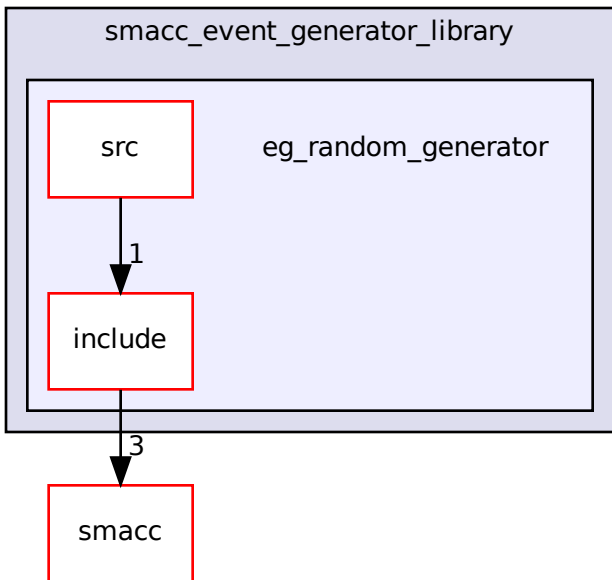 smacc_event_generator_library
src
eg_random_generator
1
include
3
smacc